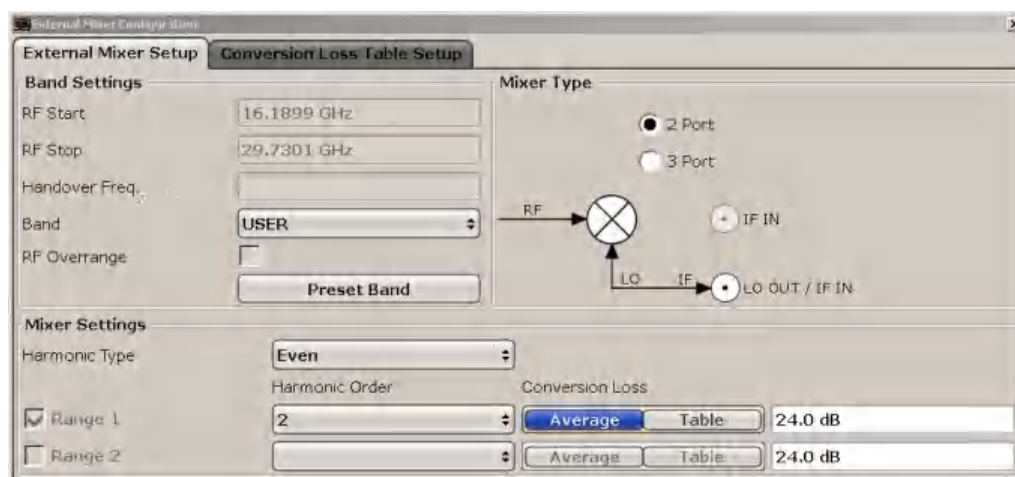 External Mixer Configuration
External Mixer Setup
Conversion Loss Table Setup
Band Settings
RF Start
16.1899 GHz
RF Stop
29.7301 GHz
Handover Freq.
Band
USER
RF Overrange
Preset Band
Mixer Type
2 Port
3 Port
RF
IF IN
LO
IF
LO OUT / IF IN
Mixer Settings
Harmonic Type
Even
Harmonic Order
Conversion Loss
Range 1
2
Average
Table
24.0 dB
Range 2
Average
Table
24.0 dB